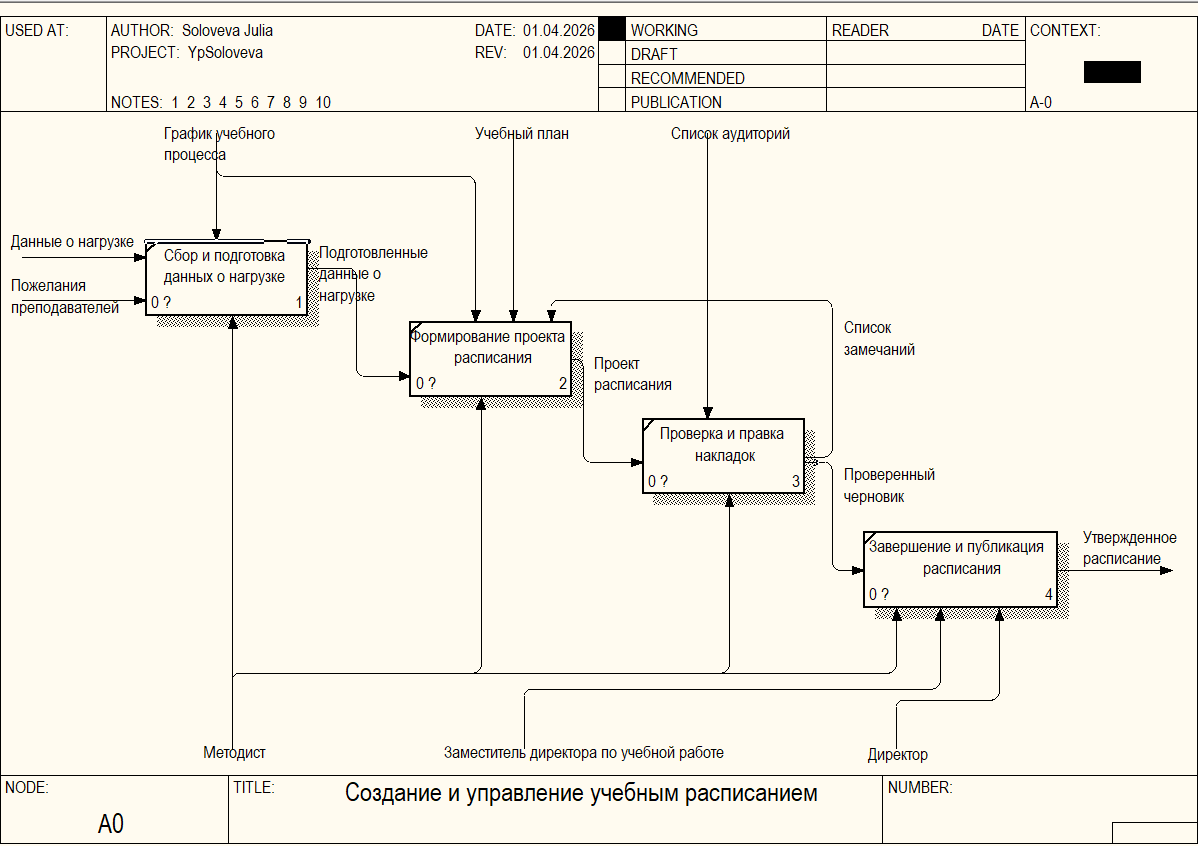 USED AT:
AUTHOR: Soloveva Julia
DATE: 01.04.2026
PROJECT: YpSoloveva
REV: 01.04.2026
NOTES: 1 2 3 4 5 6 7 8 9 10
WORKING
DRAFT
RECOMMENDED
PUBLICATION
READER
DATE
CONTEXT:
A-0
График учебного
процесса
Учебный план
Список аудиторий
Данные о нагрузке
Пожелания
преподавателей
Сбор и подготовка
данных о нагрузке
0 ?
1
Подготовленные
данные о
нагрузке
Формирование проекта
расписания
0 ?
2
Проект
расписания
Список
замечаний
Проверка и правка
накладок
0 ?
3
Проверенный
черновик
Завершение и публикация
расписания
0 ?
4
Утвержденное
расписание
Методист
Заместитель директора по учебной работе
Директор
NODE:
A0
TITLE:
Создание и управление учебным расписанием
NUMBER: